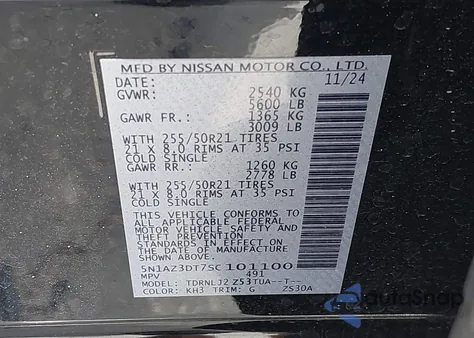 MFD BY NISSAN MOTOR CO., LTD.
DATE: 11/24
GVWR: 2540 KG
5600 LB
GAWR FR.: 1365 KG
3009 LB
WITH 255/50R21 TIRES
21 X 8.0 RIMS AT 35 PSI
COLD SINGLE
GAWR RR.: 1260 KG
2778 LB
WITH 255/50R21 TIRES
21 X 8.0 RIMS AT 35 PSI
COLD SINGLE
THIS VEHICLE CONFORMS TO
ALL APPLICABLE FEDERAL
MOTOR VEHICLE SAFETY AND
THEFT PREVENTION
STANDARDS IN EFFECT ON
THE DATE OF MANUFACTURE
SHOWN ABOVE.
5N1AZ3DT7SC101100
MPV 491
MODEL: TDRNLJZ Z53TUA--T--
COLOR: KH3 TRIM: G ZS30A
autoSnap